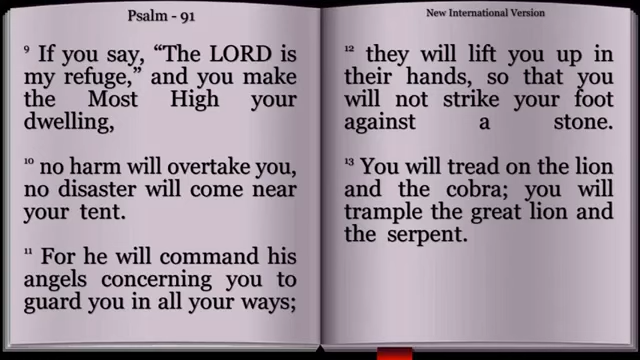 Psalm - 91
9 If you say, “The LORD is
my refuge,” and you make
the Most High your
dwelling,
10 no harm will overtake you,
no disaster will come near
your tent.
11 For he will command his
angels concerning you to
guard you in all your ways;
New International Version
12 they will lift you up in
their hands, so that you
will not strike your foot
against a stone.
13 You will tread on the lion
and the cobra; you will
trample the great lion and
the serpent.